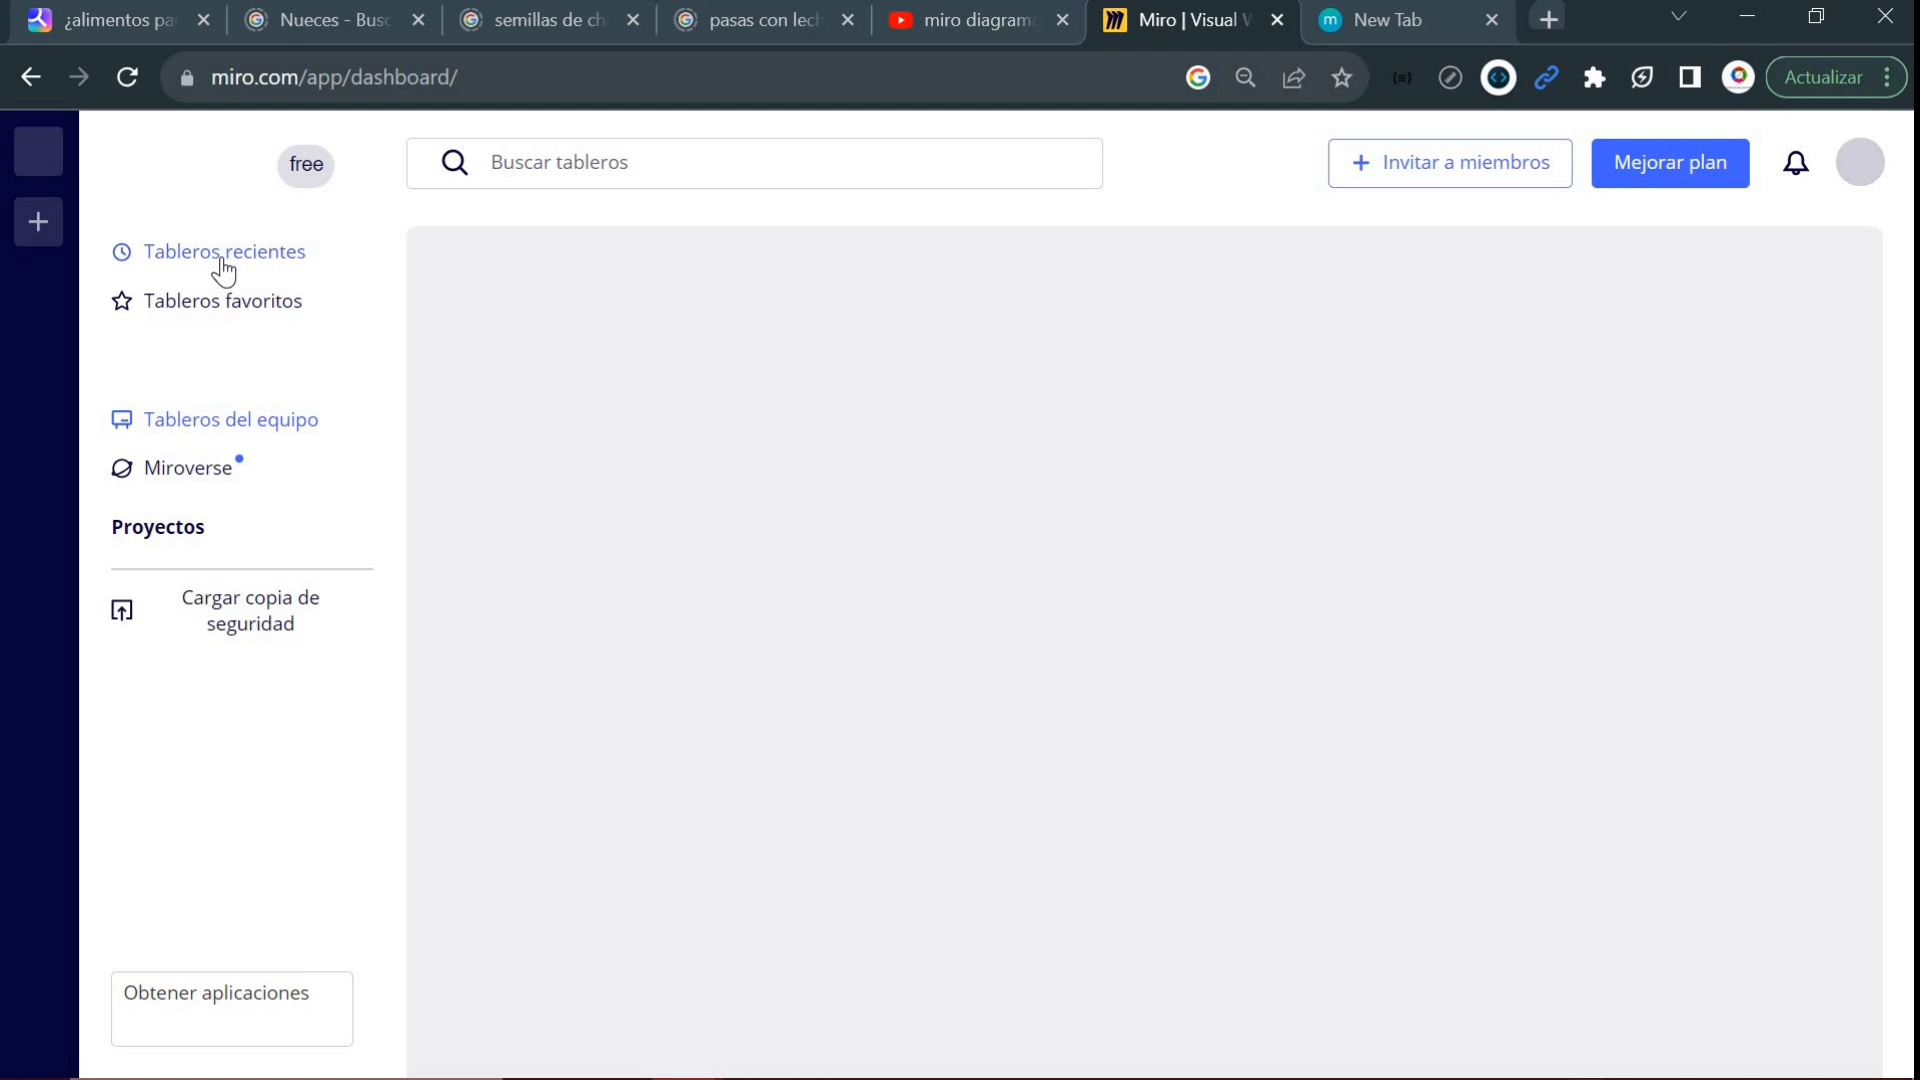 ¿alimentos pa
Nueces - Busc
semillas de ch
pasas con lech
miro diagrama
Miro | Visual W
m
New Tab
miro.com/app/dashboard/
Actualizar
free
Buscar tableros
Invitar a miembros
Mejorar plan
Tableros recientes
Tableros favoritos
Tableros del equipo
Miroverse
Proyectos
Cargar copia de
seguridad
Obtener aplicaciones